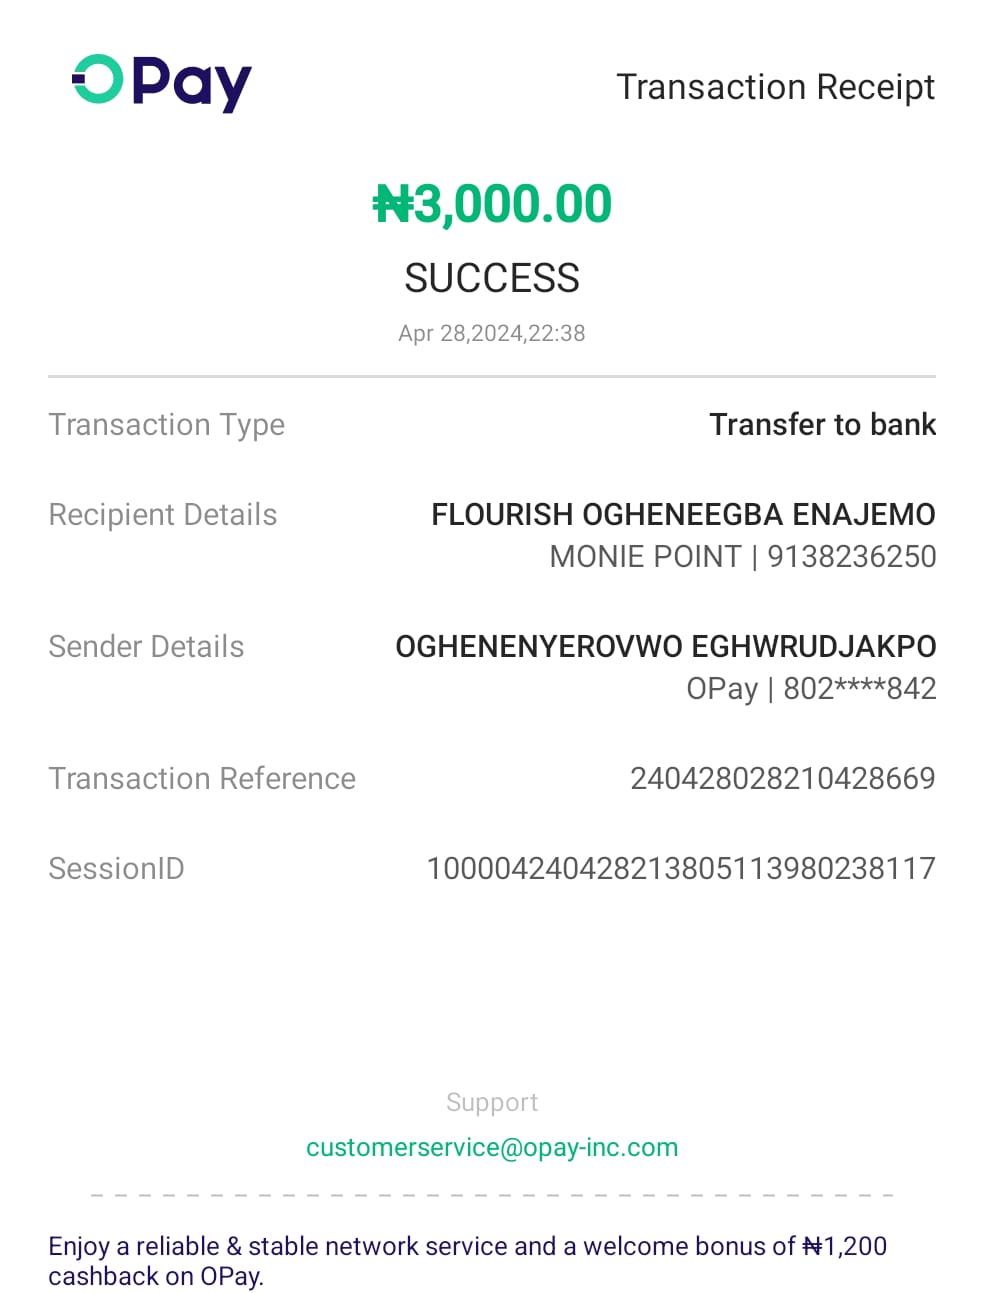 OPay
Transaction Receipt
₦3,000.00
SUCCESS
Apr 28,2024,22:38
Transaction Type
Transfer to bank
Recipient Details
FLOURISH OGHENEEGBA ENAJEMO
MONIE POINT | 9138236250
Sender Details
OGHENENYEROVWO EGHWRUDJAKPO
OPay | 802****842
Transaction Reference
240428028210428669
SessionID
100004240428213805113980238117
Support
customerservice@opay-inc.com
Enjoy a reliable & stable network service and a welcome bonus of ₦1,200
cashback on OPay.